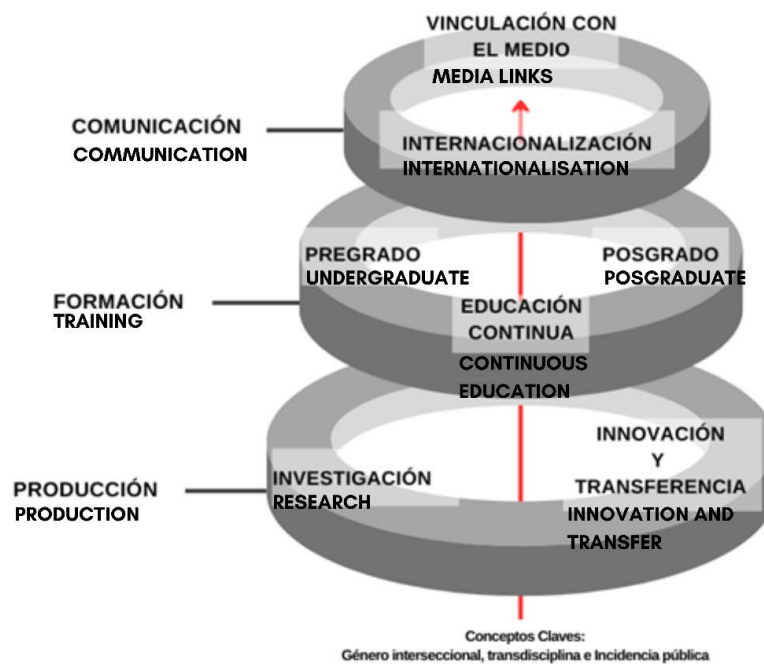 VINCULACIÓN CON
EL MEDIO
MEDIA LINKS
COMUNICACIÓN
COMMUNICATION
INTERNACIONALIZACIÓN
INTERNATIONALISATION
PREGRADO
UNDERGRADUATE
POSGRADO
POSGRADUATE
FORMACIÓN
TRAINING
EDUCACIÓN
CONTINUA
CONTINUOUS
EDUCATION
INNOVACIÓN
Y
TRANSFERENCIA
INNOVATION AND
TRANSFER
INVESTIGACIÓN
RESEARCH
PRODUCCIÓN
PRODUCTION
Conceptos Claves:
Género interseccional, transdisciplina e Incidencia pública